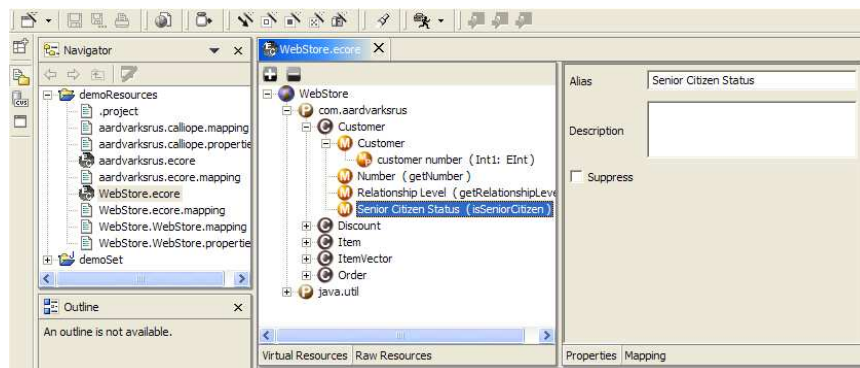 Navigator
demoResources
.project
aardvarksrus.calliope.mapping
aardvarksrus.calliope.propertie
aardvarksrus.ecore
aardvarksrus.ecore.mapping
WebStore.ecore
WebStore.ecore.mapping
WebStore.WebStore.mapping
WebStore.WebStore.propertie
demoSet
Outline
An outline is not available.
WebStore.ecore
WebStore
com.aardvarksrus
Customer
Customer
customer number (Int1: EInt)
Number (getNumber)
Relationship Level (getRelationshipLeve
Senior Citizen Status (isSeniorCitizen)
Discount
Item
ItemVector
Order
java.util
Virtual Resources Raw Resources
Alias Senior Citizen Status
Description
Suppress
Properties Mapping